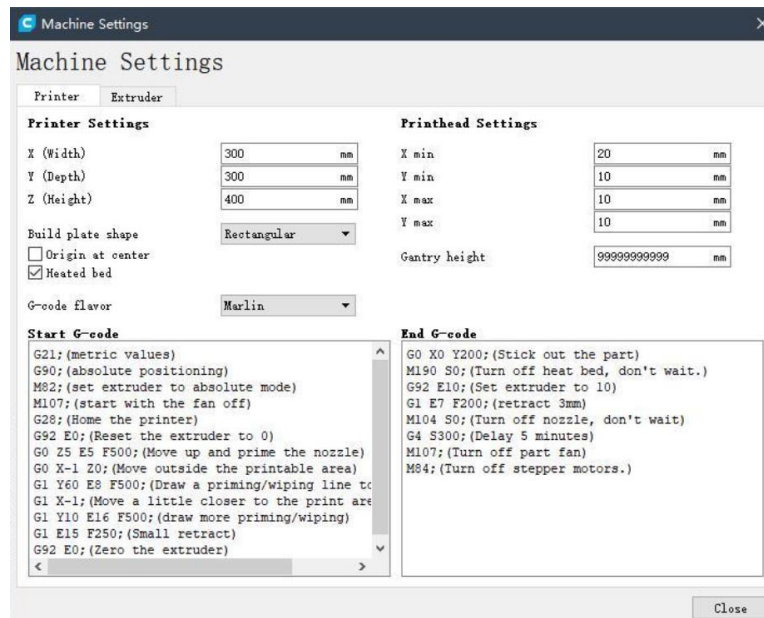 Machine Settings
Machine Settings
Printer Extruder
Printer Settings
X (Width) 300 mm
Y (Depth) 300 mm
Z (Height) 400 mm
Build plate shape Rectangular
Origin at center
Heated bed
G-code flavor Marlin
Printhead Settings
X min 20 mm
Y min 10 mm
X max 10 mm
Y max 10 mm
Gantry height 99999999999 mm
Start G-code
G21;(metric values)
G90;(absolute positioning)
M82;(set extruder to absolute mode)
M107;(start with the fan off)
G28;(Home the printer)
G92 E0;(Reset the extruder to 0)
G0 Z5 E5 F500;(Move up and prime the nozzle)
G0 X-1 Z0;(Move outside the printable area)
G1 Y60 E8 F500;(Draw a priming/wiping line to
G1 X-1;(Move a little closer to the print are
G1 Y10 E16 F500;(draw more priming/wiping)
G1 E15 F250;(Small retract)
G92 E0;(Zero the extruder)
End G-code
G0 X0 Y200;(Stick out the part)
M190 S0;(Turn off heat bed, don't wait.)
G92 E10;(Set extruder to 10)
G1 E7 F200;(retract 3mm)
M104 S0;(Turn off nozzle, don't wait)
G4 S300;(Delay 5 minutes)
M107;(Turn off part fan)
M84;(Turn off stepper motors.)
Close